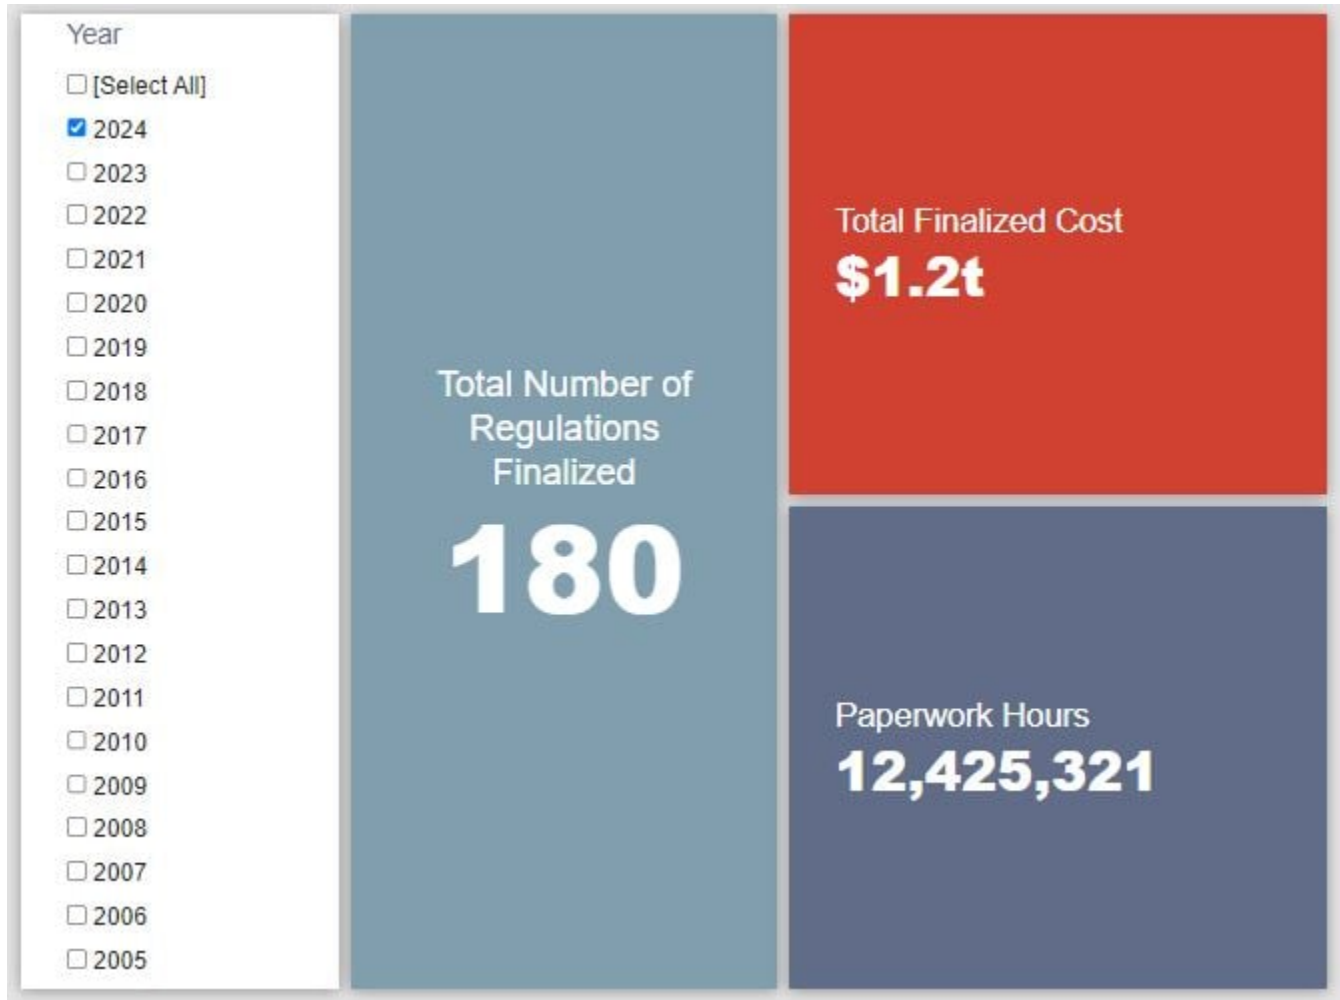 Year
[Select All]
2024
2023
2022
2021
2020
2019
2018
2017
2016
2015
2014
2013
2012
2011
2010
2009
2008
2007
2006
2005
Total Number of
Regulations
Finalized
180
Total Finalized Cost
$1.2t
Paperwork Hours
12,425,321